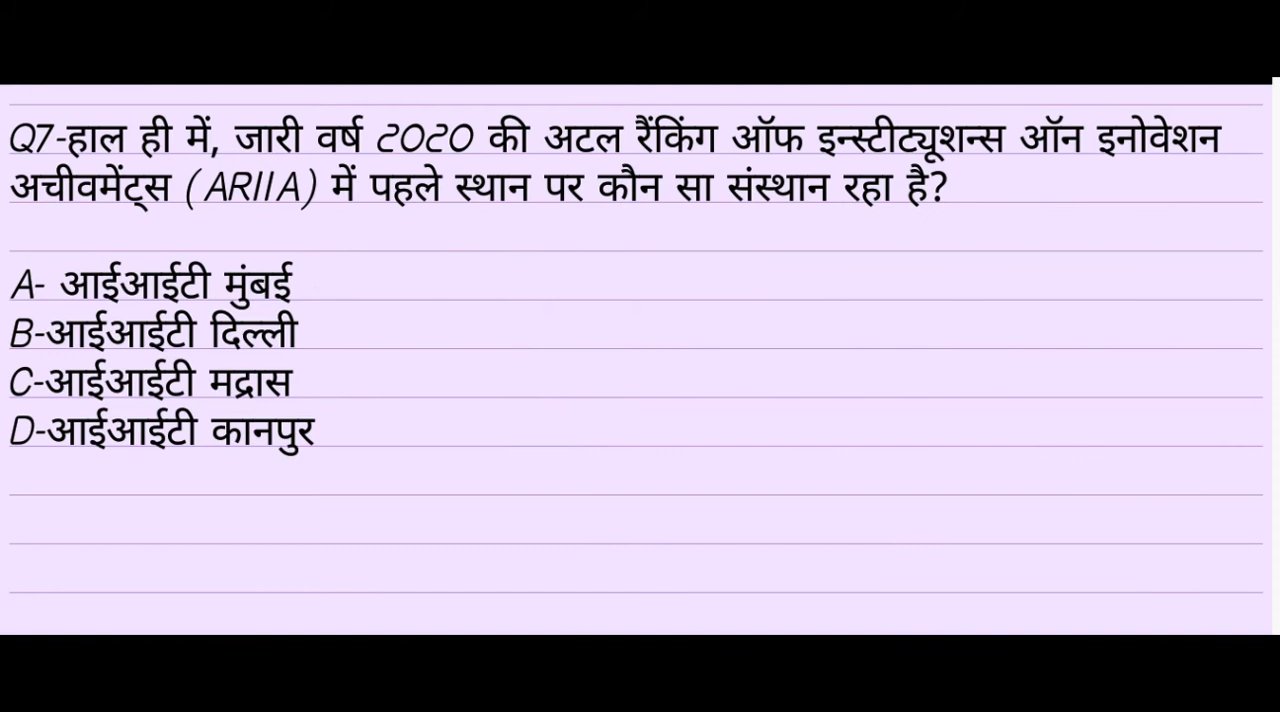 Q7-हाल ही में, जारी वर्ष 2020 की अटल रैंकिंग ऑफ इन्स्टीट्यूशन्स ऑन इनोवेशन
अचीवमेंट्स (ARIIA) में पहले स्थान पर कौन सा संस्थान रहा है?
A- आईआईटी मुंबई
B-आईआईटी दिल्ली
C-आईआईटी मद्रास
D-आईआईटी कानपुर